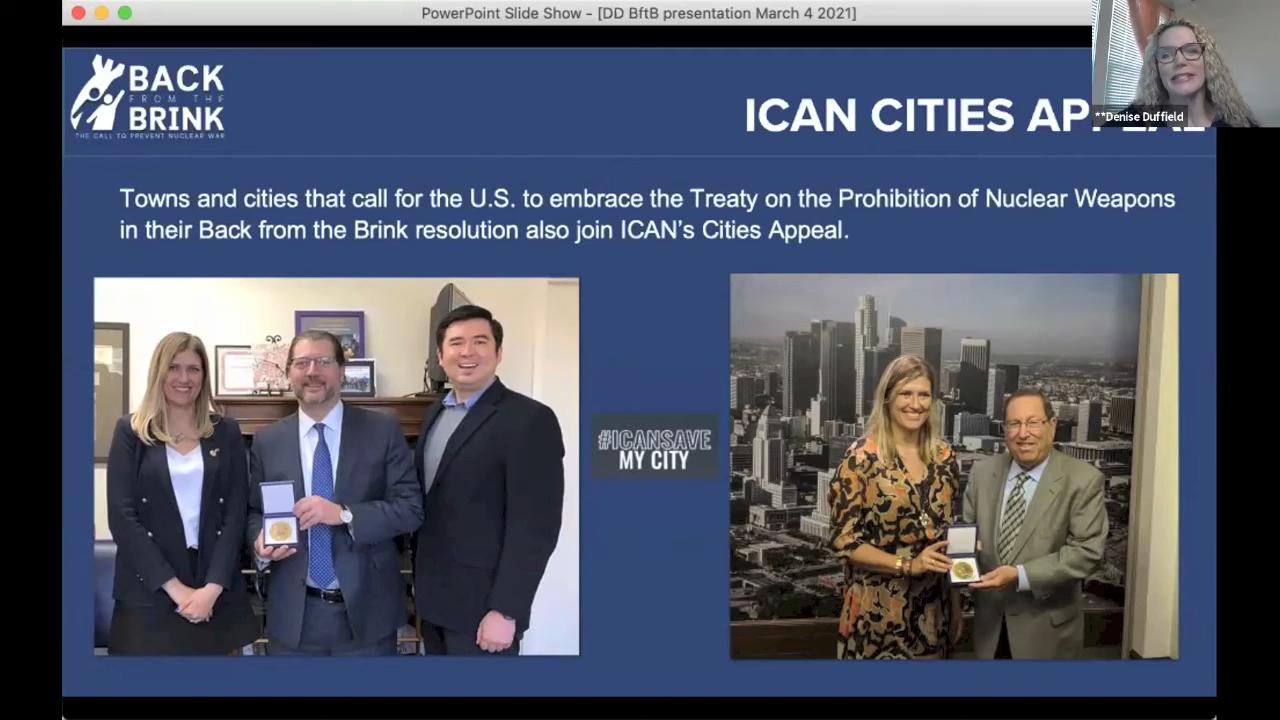 PowerPoint Slide Show - [DD BftB presentation March 4 2021]
BACK
FROM THE
BRINK
THE CALL TO PREVENT NUCLEAR WAR
ICAN CITIES APPEAL
**Denise Duffield
Towns and cities that call for the U.S. to embrace the Treaty on the Prohibition of Nuclear Weapons
in their Back from the Brink resolution also join ICAN's Cities Appeal.
#ICANSAVE
MY CITY